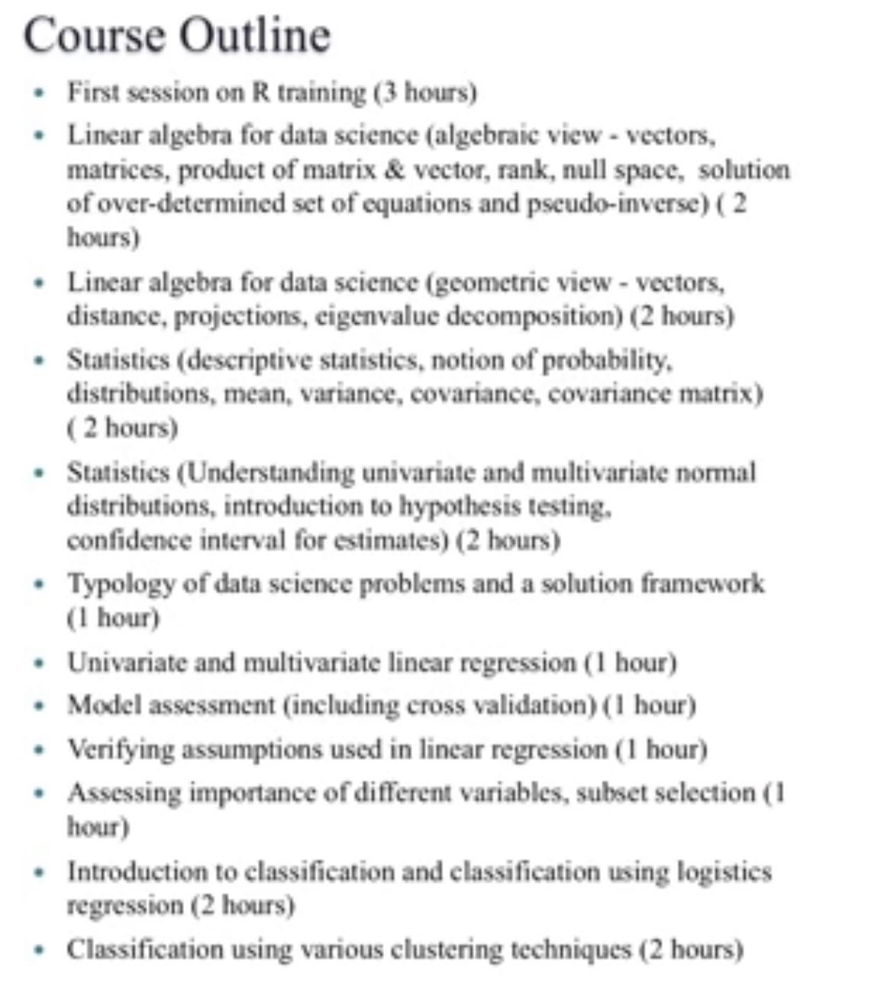 Course Outline
• First session on R training (3 hours)
• Linear algebra for data science (algebraic view - vectors,
matrices, product of matrix & vector, rank, null space,  solution
of over-determined set of equations and pseudo-inverse) ( 2
hours)
• Linear algebra for data science (geometric view - vectors,
distance, projections, eigenvalue decomposition) (2 hours)
• Statistics (descriptive statistics, notion of probability,
distributions, mean, variance, covariance, covariance matrix)
( 2 hours)
• Statistics (Understanding univariate and multivariate normal
distributions, introduction to hypothesis testing,
confidence interval for estimates) (2 hours)
• Typology of data science problems and a solution framework
(1 hour)
• Univariate and multivariate linear regression (1 hour)
• Model assessment (including cross validation) (1 hour)
• Verifying assumptions used in linear regression (1 hour)
• Assessing importance of different variables, subset selection (1
hour)
• Introduction to classification and classification using logistics
regression (2 hours)
• Classification using various clustering techniques (2 hours)